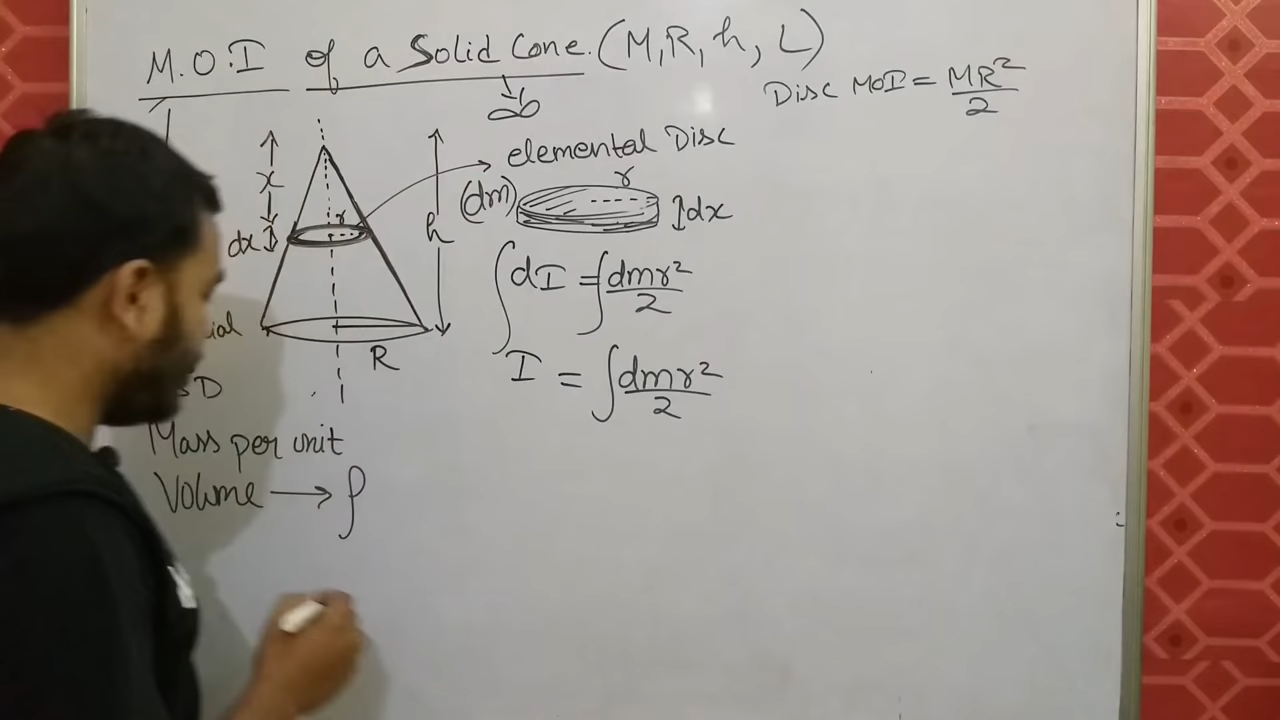 M.O.I of a Solid Cone. (M, R, h, L)
Disc MOI = MR²/2
elemental Disc
(dm)
r
dx
x
dx
r
h
R
∫dI = ∫dmr²/2
I = ∫dmr²/2
Mass per unit
Volume → ρ